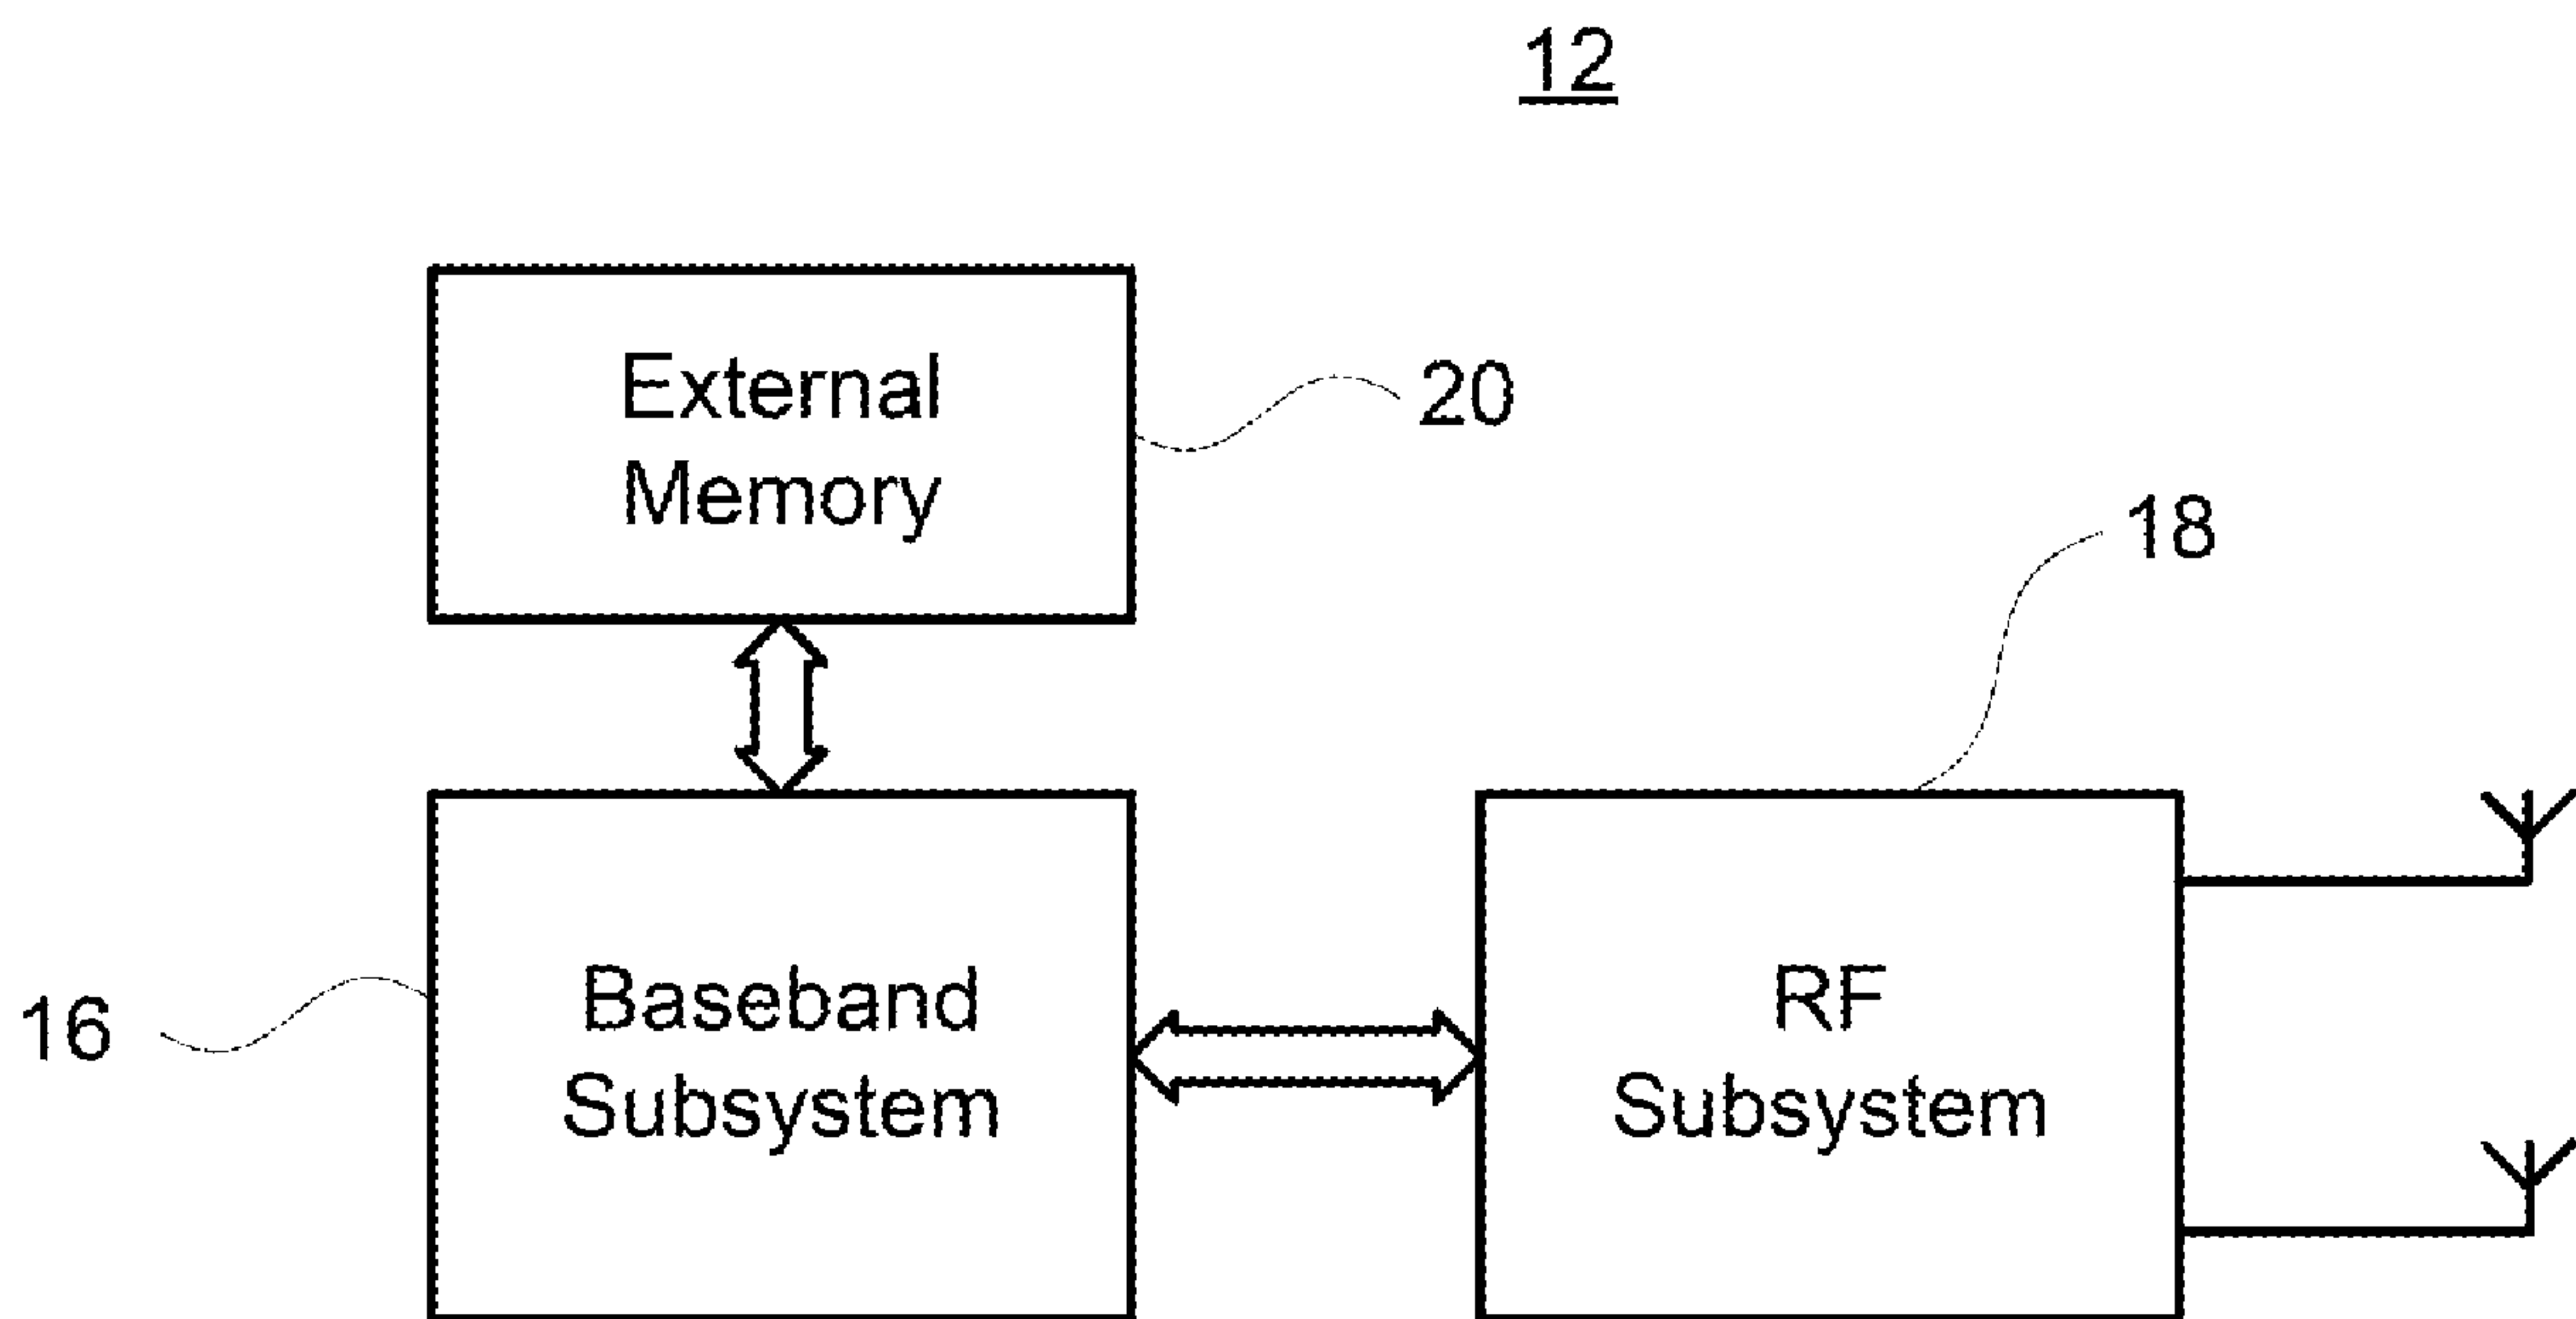 12
External
Memory
20
18
16
Baseband
Subsystem
RF
Subsystem